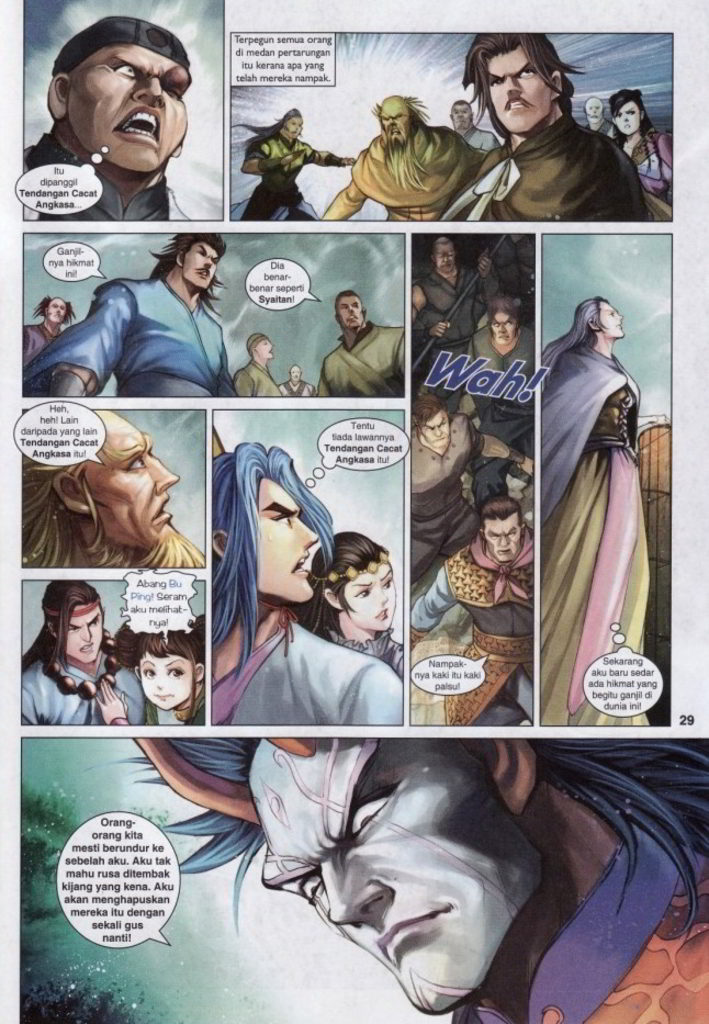 Itu
dipanggil
Tendangan Cacat
Angkasa...
Terpegun semua orang
di medan pertarungan
itu kerana apa yang
telah mereka nampak.
Ganjil-
nya hikmat
ini!
Dia
benar-
benar seperti
Syaitan!
Wah!
Heh,
heh! Lain
daripada yang lain
Tendangan Cacat
Angkasa itu!
Tentu
tiada lawannya
Tendangan Cacat
Angkasa itu!
Abang Bu
Ping! Seram
aku melihat-
nya!
Nampak-
nya kaki itu kaki
palsu!
Sekarang
aku baru sedar
ada hikmat yang
begitu ganjil di
dunia ini!
29
Orang-
orang kita
mesti berundur ke
sebelah aku. Aku tak
mahu rusa ditembak
kijang yang kena. Aku
akan menghapuskan
mereka itu dengan
sekali gus
nanti!